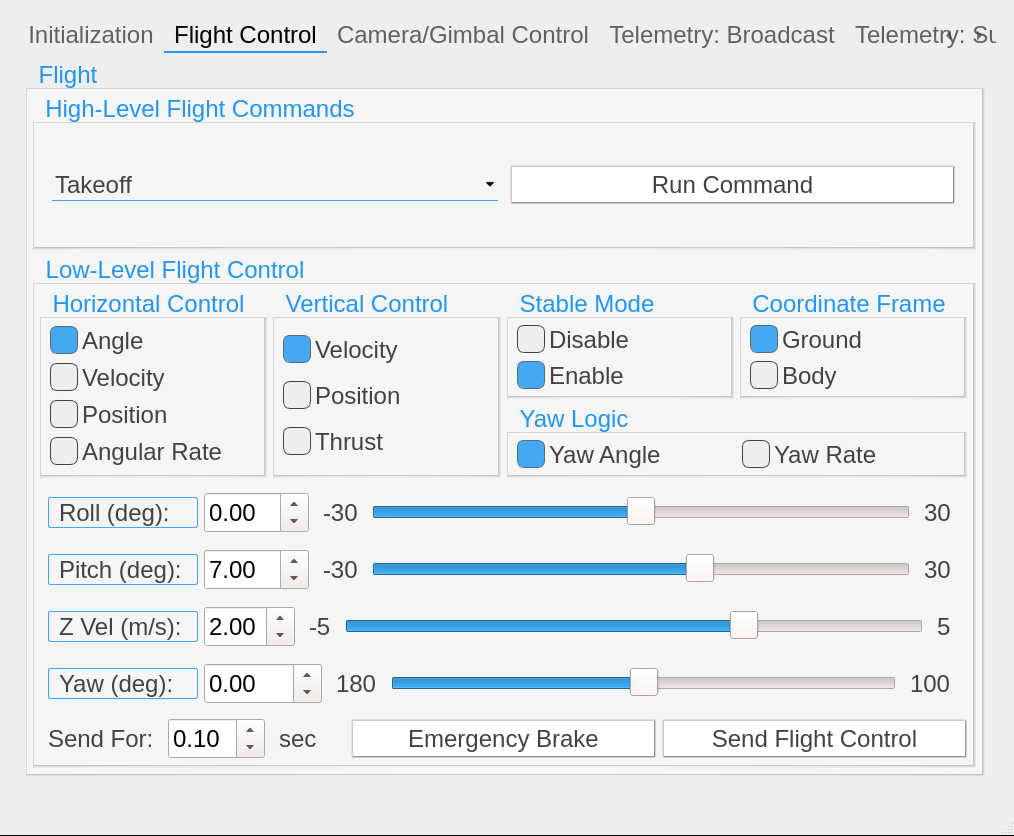 Initialization Flight Control Camera/Gimbal Control Telemetry: Broadcast Telemetry:
Flight
High-Level Flight Commands
Takeoff Run Command
Low-Level Flight Control
Horizontal Control Vertical Control Stable Mode Coordinate Frame
Angle Velocity Disable Ground
Velocity Position Enable Body
Position Thrust Yaw Logic
Angular Rate Yaw Angle Yaw Rate
Roll (deg): 0.00 -30 30
Pitch (deg): 7.00 -30 30
Z Vel (m/s): 2.00 -5 5
Yaw (deg): 0.00 180 100
Send For: 0.10 sec Emergency Brake Send Flight Control